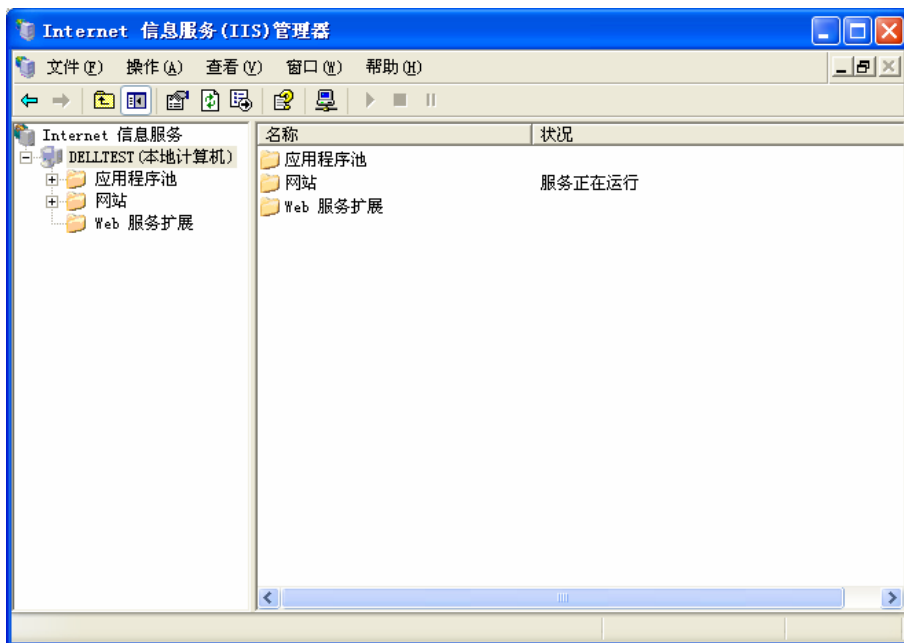 Internet 信息服务(IIS)管理器
文件(F) 操作(A) 查看(V) 窗口(W) 帮助(H)
Internet 信息服务
DELLTEST(本地计算机)
应用程序池
网站
Web 服务扩展
名称 状况
应用程序池
网站 服务正在运行
Web 服务扩展